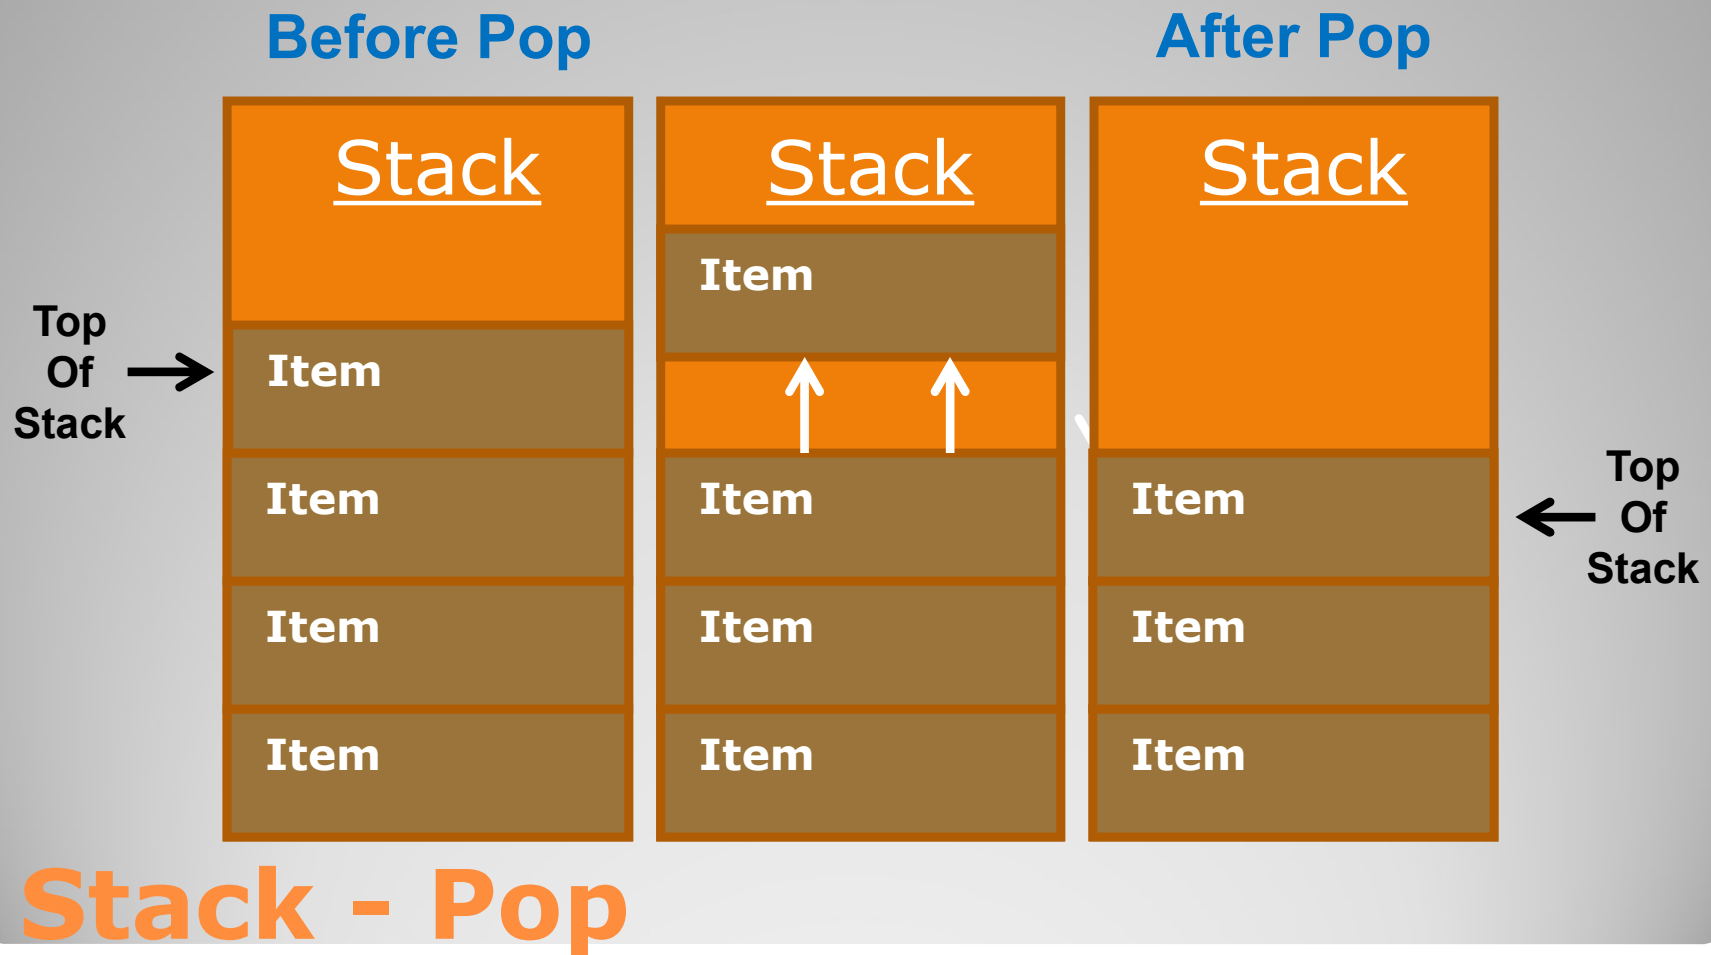 Before Pop
After Pop
Stack
Stack
Stack
Top
Of
Stack
Item
Item
Item
Item
Item
Item
Item
Item
Item
Item
Item
Top
Of
Stack
Stack - Pop